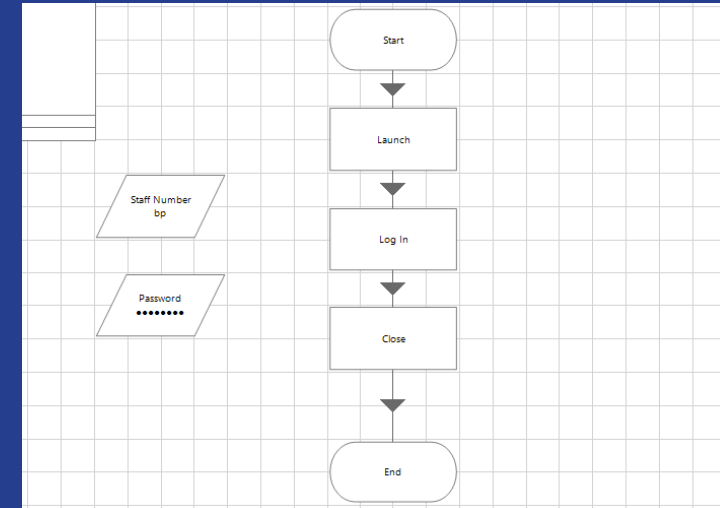 Start
Launch
Staff Number
bp
Log In
Password
••••••••
Close
End